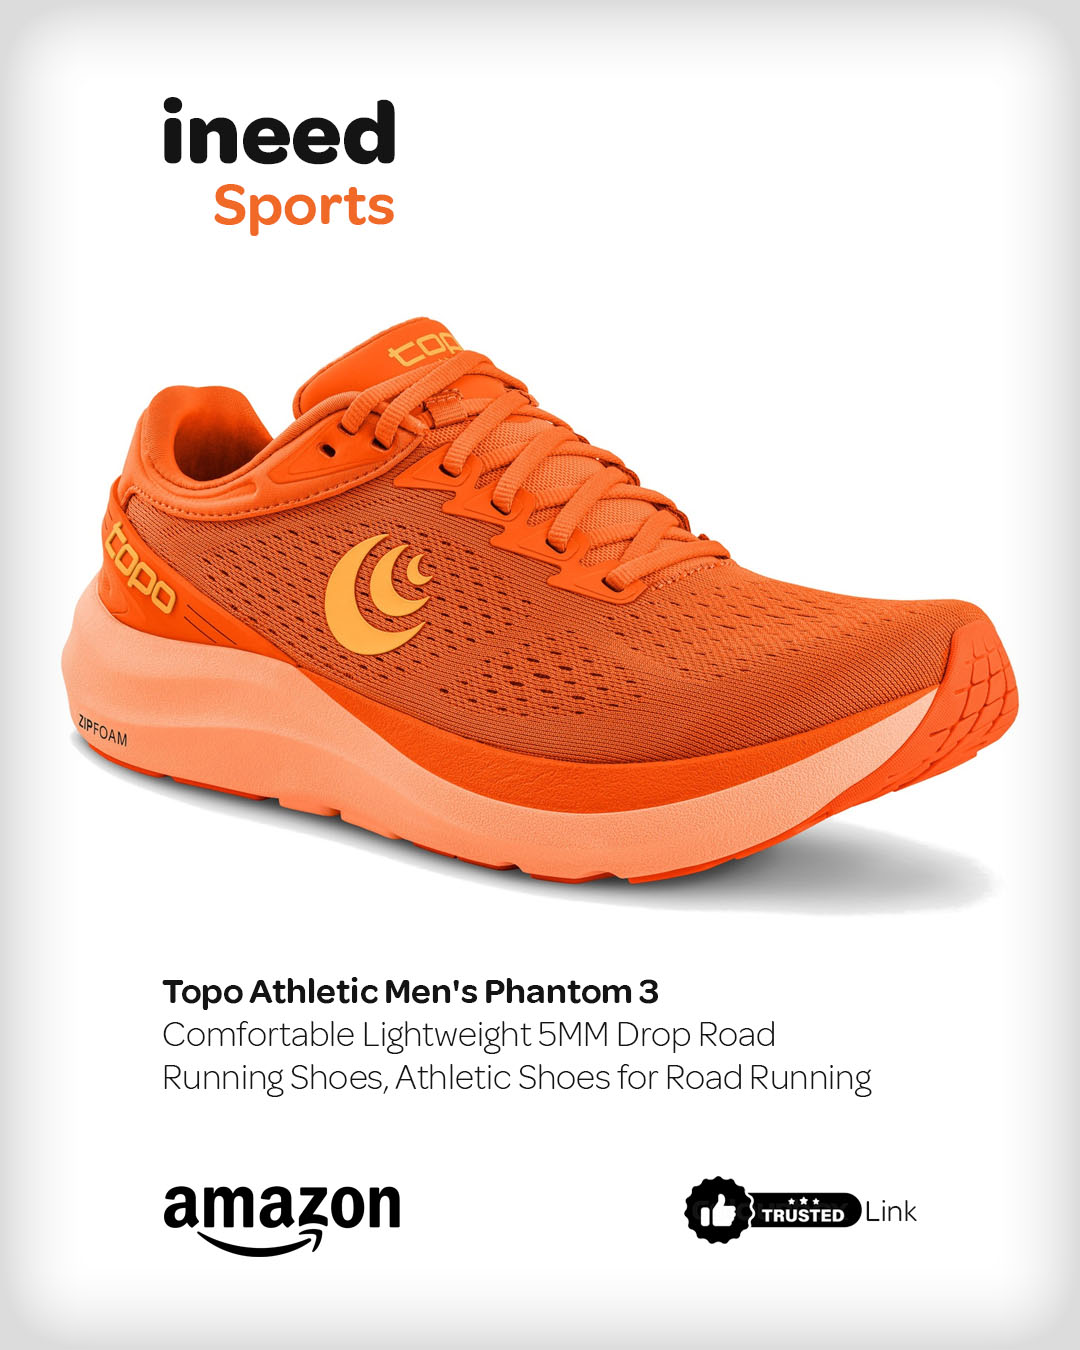 ineed
Sports
topo
topo
ZIPFOAM
Topo Athletic Men's Phantom 3
Comfortable Lightweight 5MM Drop Road
Running Shoes, Athletic Shoes for Road Running
amazon
TRUSTED Link